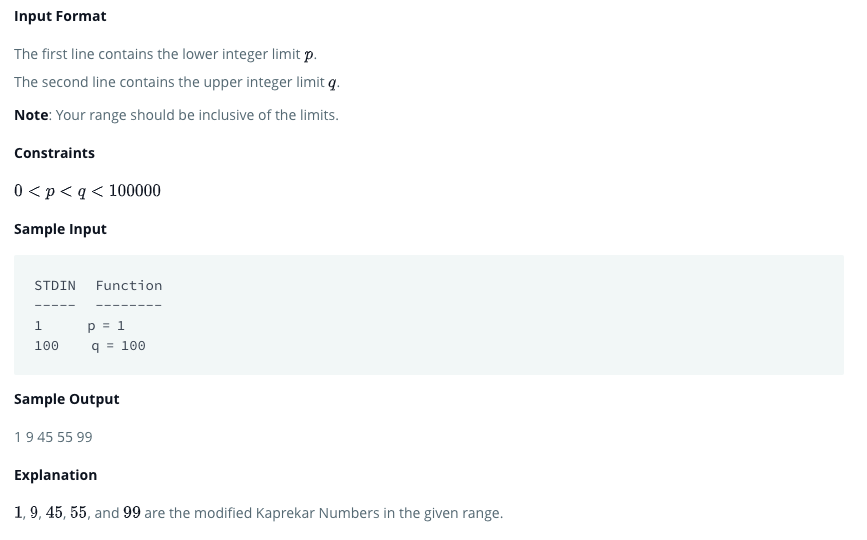 Input Format
The first line contains the lower integer limit p.
The second line contains the upper integer limit q.
Note: Your range should be inclusive of the limits.
Constraints
0 < p < q < 100000
Sample Input
STDIN Function
----- --------
1 p = 1
100 q = 100
Sample Output
1 9 45 55 99
Explanation
1, 9, 45, 55, and 99 are the modified Kaprekar Numbers in the given range.